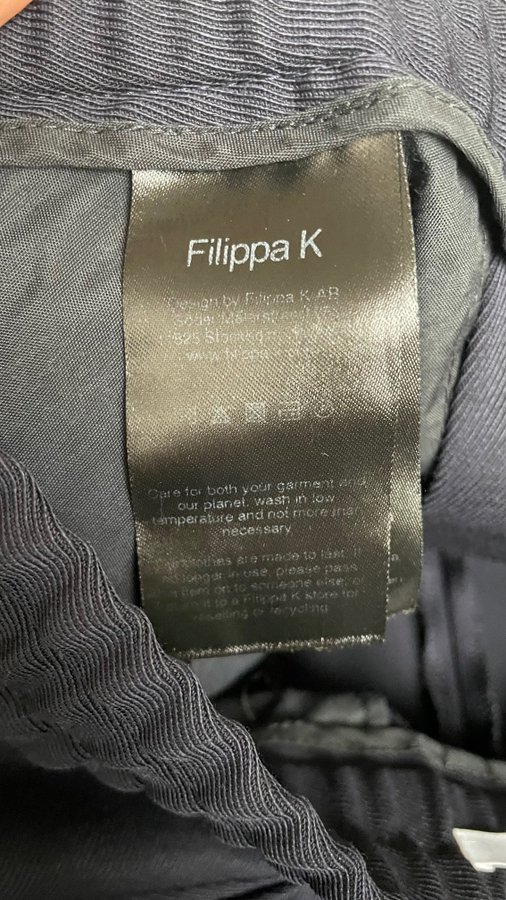 Filippa K
Design by Filippa K AB
Söder
www.
Care for both your garment and
our planet, wash in low
temperature and not more than
necessary
clothes are made to last. If
no longer in use, please pass
item on to someone else, or
it to a Filippa K store for
reselling or recycling